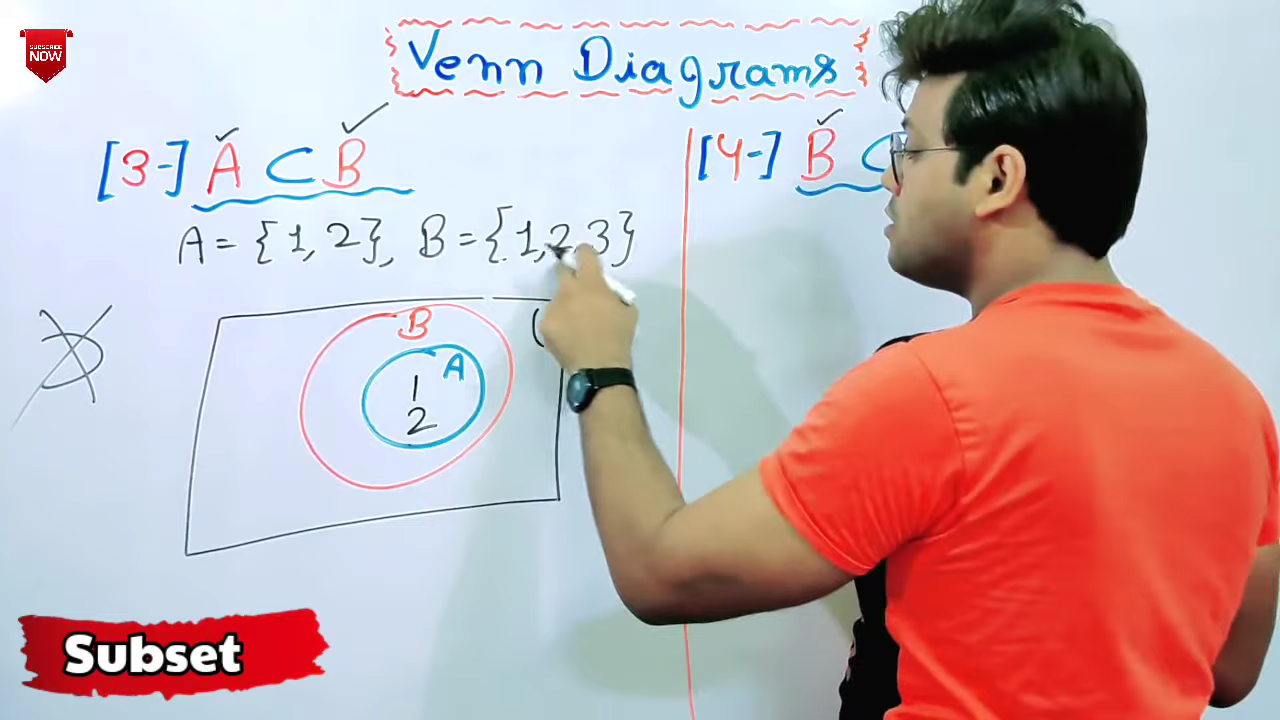 SUBSCRIBE
NOW
Venn Diagrams
[3-] A ⊂ B
A = {1, 2}, B = {1, 2, 3}
B
A
1
2
[4-] B ⊂
Subset